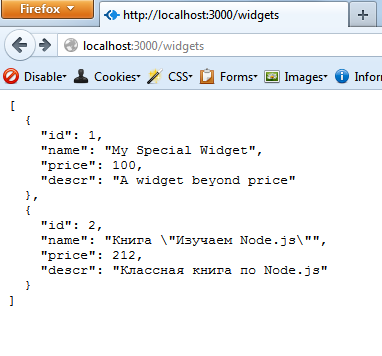 Firefox
http://localhost:3000/widgets
localhost:3000/widgets
Disable Cookies CSS Forms Images Infor
[
  {
    "id": 1,
    "name": "My Special Widget",
    "price": 100,
    "descr": "A widget beyond price"
  },
  {
    "id": 2,
    "name": "Книга \"Изучаем Node.js\"",
    "price": 212,
    "descr": "Классная книга по Node.js"
  }
]